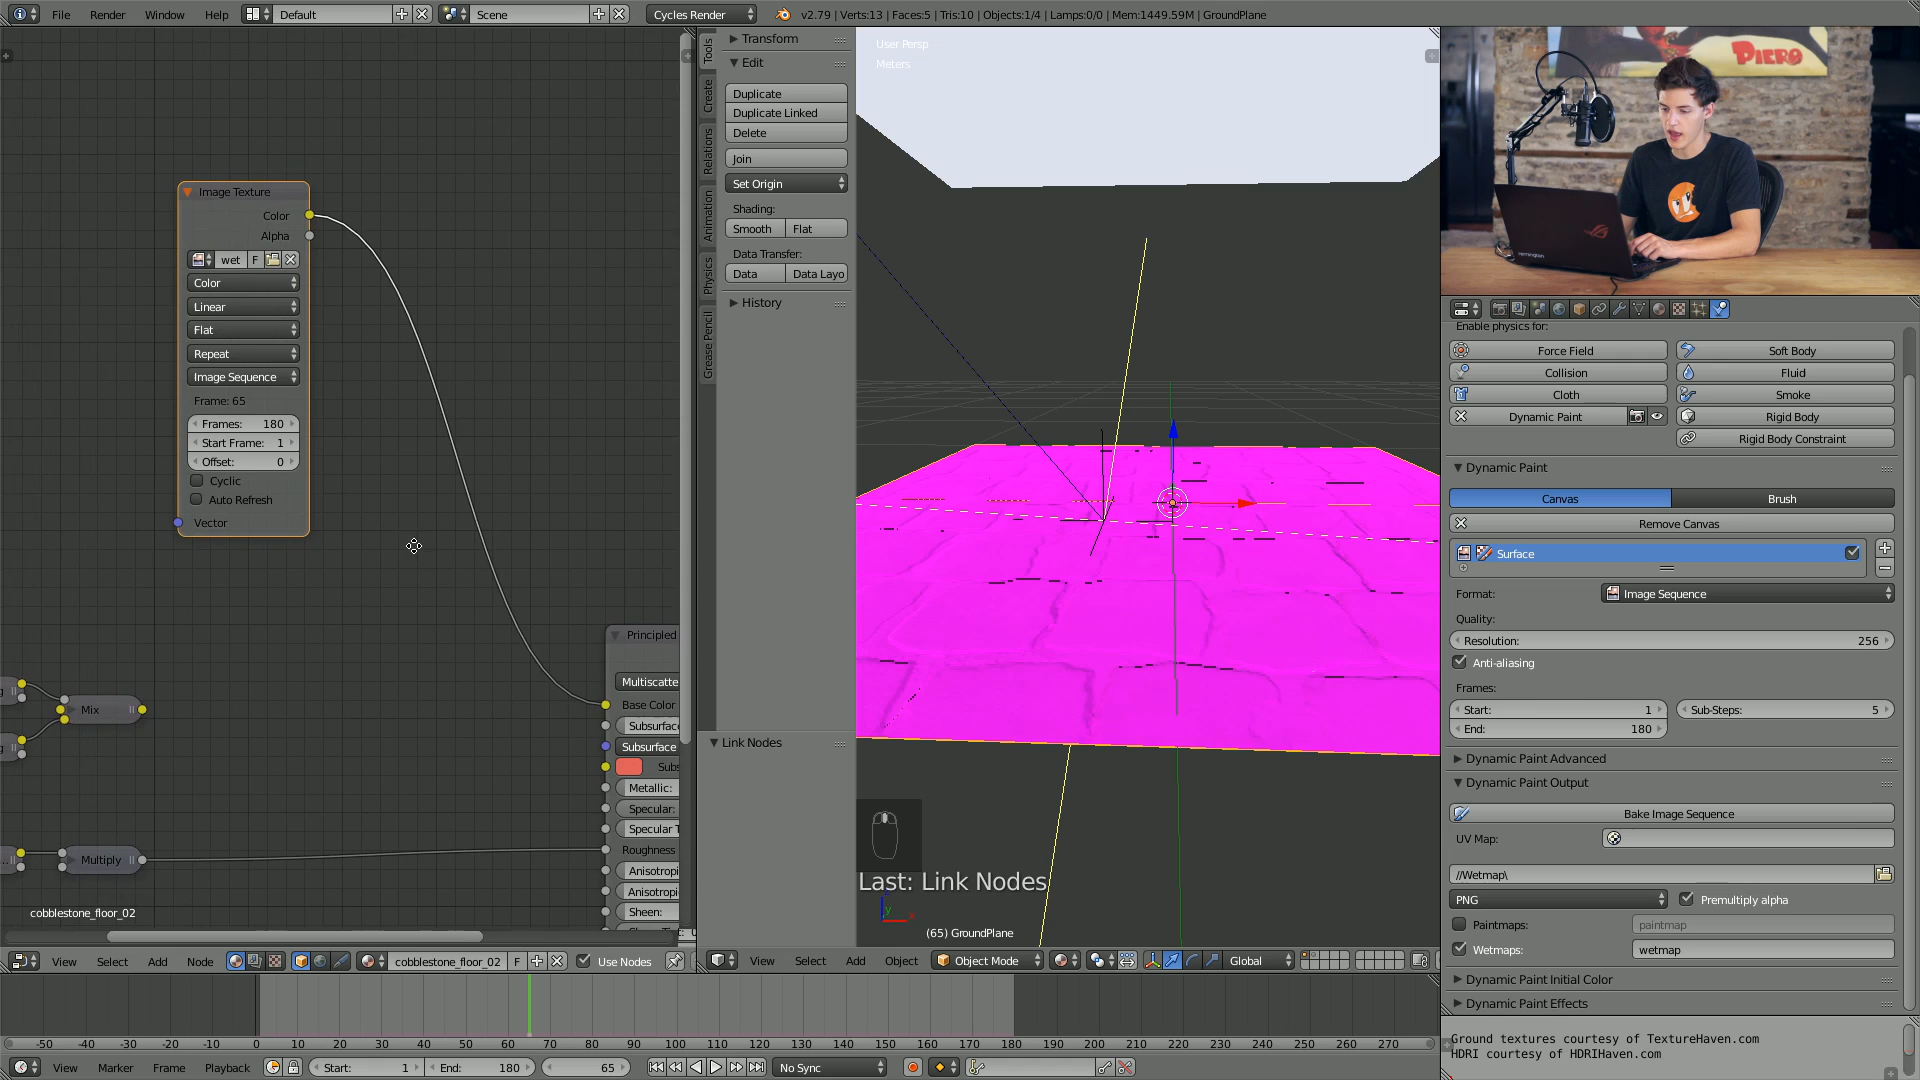 File Render Window Help Default Scene Cycles Render v2.79 | Verts:13 | Faces:5 | Tris:10 | Objects:1/4 | Lamps:0/0 | Mem:1449.59M | GroundPlane
Image Texture
Color
Alpha
wet F
Color
Linear
Flat
Repeat
Image Sequence
Frame: 65
Frames: 180
Start Frame: 1
Offset: 0
Cyclic
Auto Refresh
Vector
Mix
Multiply
Principled
Multiscatte
Base Color
Subsurfac
Subsurface
Subs
Metallic:
Specular:
Specular T
Roughness
Anisotropi
Anisotropi
Sheen:
cobblestone_floor_02
View Select Add Node cobblestone_floor_02 F Use Nodes
Tools
Create
Relations
Animation
Physics
Grease Pencil
Transform
Edit
Duplicate
Duplicate Linked
Delete
Join
Set Origin
Shading:
Smooth Flat
Data Transfer:
Data Data Layo
History
Link Nodes
User Persp
Meters
Last: Link Nodes
y x
(65) GroundPlane
View Select Add Object Object Mode Global
PIERO
remington
Enable physics for:
Force Field Soft Body
Collision Fluid
Cloth Smoke
Dynamic Paint Rigid Body
Rigid Body Constraint
Dynamic Paint
Canvas Brush
Remove Canvas
Surface
Format: Image Sequence
Quality:
Resolution: 256
Anti-aliasing
Frames:
Start: 1 Sub-Steps: 5
End: 180
Dynamic Paint Advanced
Dynamic Paint Output
Bake Image Sequence
UV Map:
//Wetmap\
PNG Premultiply alpha
Paintmaps: paintmap
Wetmaps: wetmap
Dynamic Paint Initial Color
Dynamic Paint Effects
Ground textures courtesy of TextureHaven.com
HDRI courtesy of HDRIHaven.com
-50 -40 -30 -20 -10 0 10 20 30 40 50 60 70 80 90 100 110 120 130 140 150 160 170 180 190 200 210 220 230 240 250 260 270
View Marker Frame Playback Start: 1 End: 180 65 No Sync